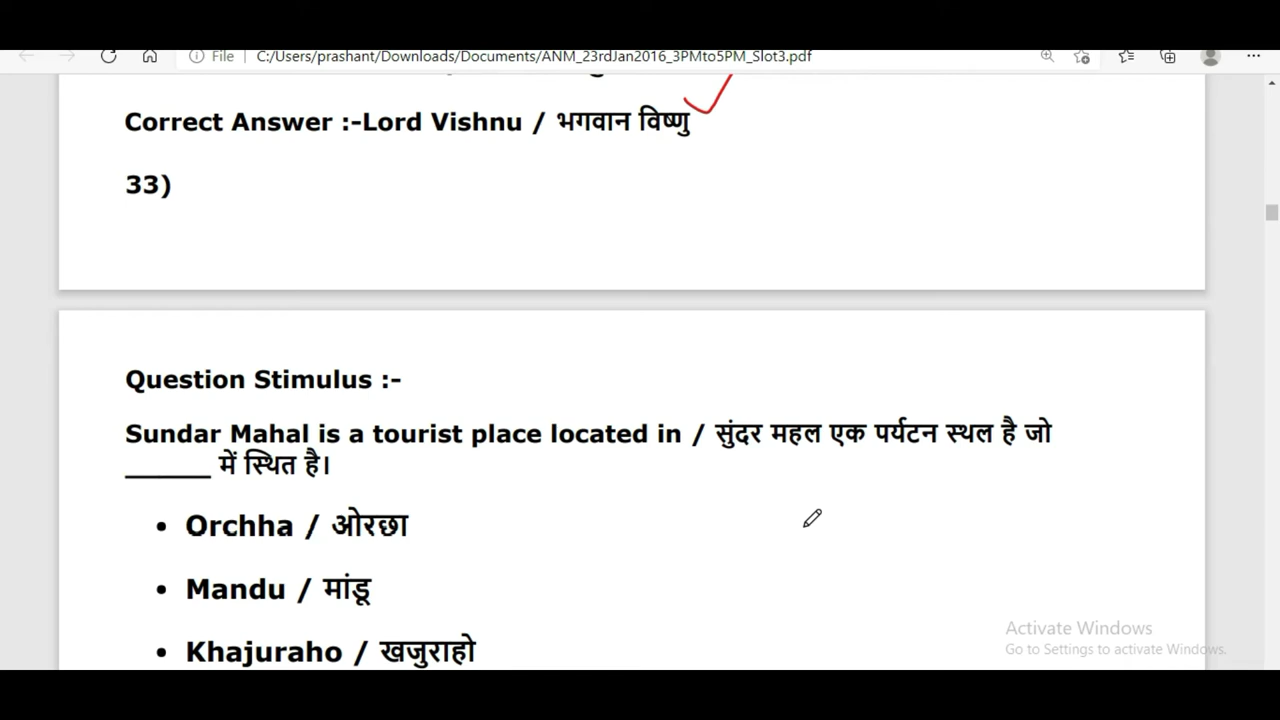 File C:/Users/prashant/Downloads/Documents/ANM_23rdJan2016_3PMto5PM_Slot3.pdf
Correct Answer :-Lord Vishnu / भगवान विष्णु
33)
Question Stimulus :-
Sundar Mahal is a tourist place located in / सुंदर महल एक पर्यटन स्थल है जो
______ में स्थित है।
• Orchha / ओरछा
• Mandu / मांडू
• Khajuraho / खजुराहो
Activate Windows
Go to Settings to activate Windows.